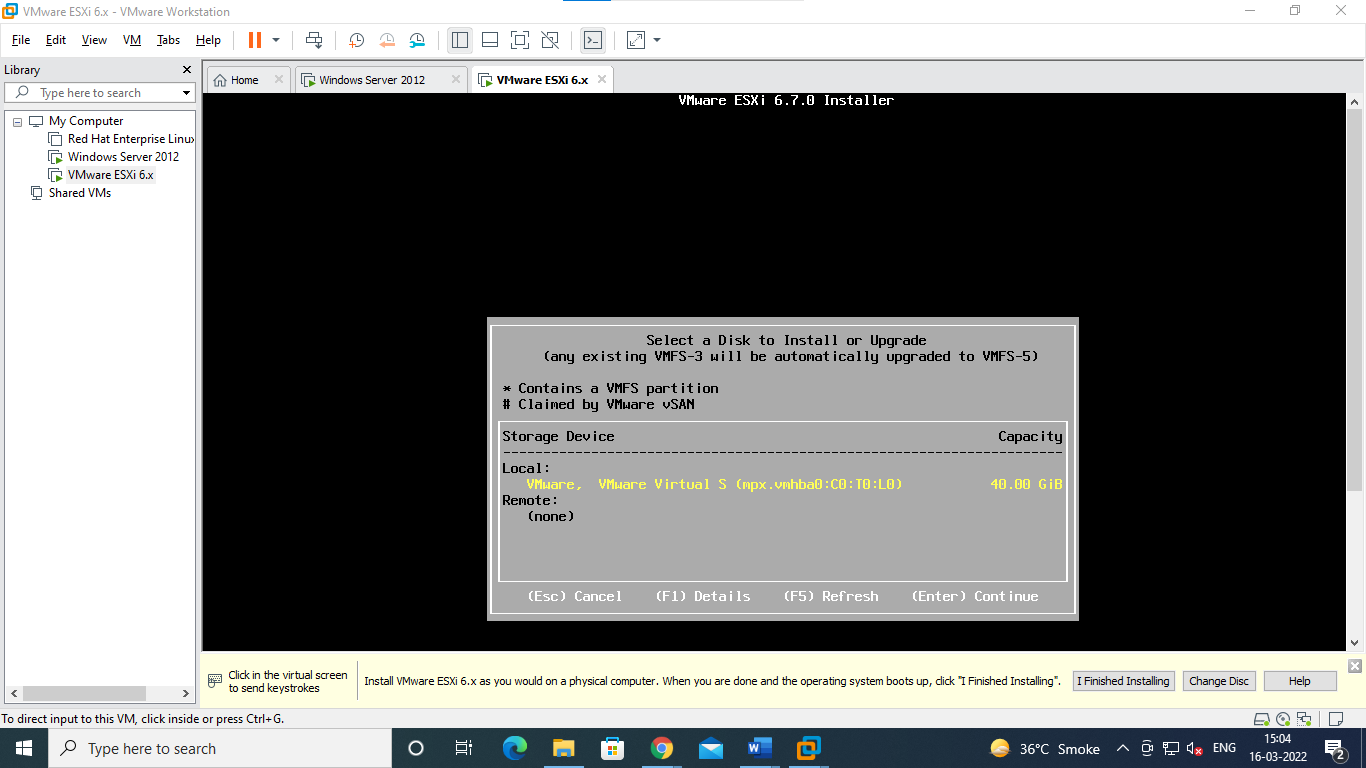 VMware ESXi 6.x - VMware Workstation
File Edit View VM Tabs Help
Library
Type here to search
My Computer
Red Hat Enterprise Linux
Windows Server 2012
VMware ESXi 6.x
Shared VMs
Home Windows Server 2012 VMware ESXi 6.x
VMware ESXi 6.7.0 Installer
Select a Disk to Install or Upgrade
(any existing VMFS-3 will be automatically upgraded to VMFS-5)
* Contains a VMFS partition
# Claimed by VMware vSAN
Storage Device Capacity
Local:
VMware, VMware Virtual S (mpx.vmhba0:C0:T0:L0) 40.00 GiB
Remote:
(none)
(Esc) Cancel (F1) Details (F5) Refresh (Enter) Continue
Click in the virtual screen
to send keystrokes
Install VMware ESXi 6.x as you would on a physical computer. When you are done and the operating system boots up, click "I Finished Installing".
I Finished Installing Change Disc Help
To direct input to this VM, click inside or press Ctrl+G.
Type here to search
36°C Smoke
ENG
15:04
16-03-2022
2